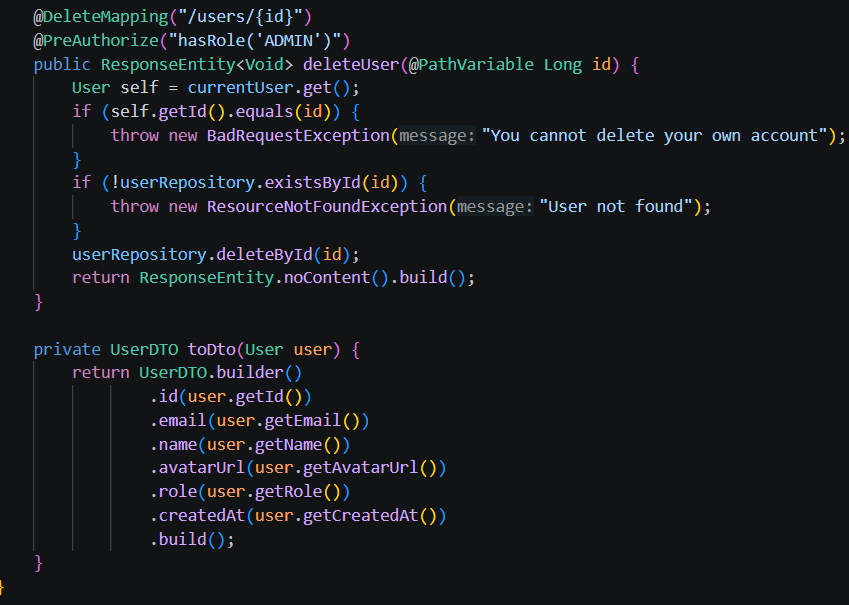 @DeleteMapping("/users/{id}")
@PreAuthorize("hasRole('ADMIN')")
public ResponseEntity<Void> deleteUser(@PathVariable Long id) {
User self = currentUser.get();
if (self.getId().equals(id)) {
throw new BadRequestException(message: "You cannot delete your own account");
}
if (!userRepository.existsById(id)) {
throw new ResourceNotFoundException(message: "User not found");
}
userRepository.deleteById(id);
return ResponseEntity.noContent().build();
}
private UserDTO toDto(User user) {
return UserDTO.builder()
.id(user.getId())
.email(user.getEmail())
.name(user.getName())
.avatarUrl(user.getAvatarUrl())
.role(user.getRole())
.createdAt(user.getCreatedAt())
.build();
}
}